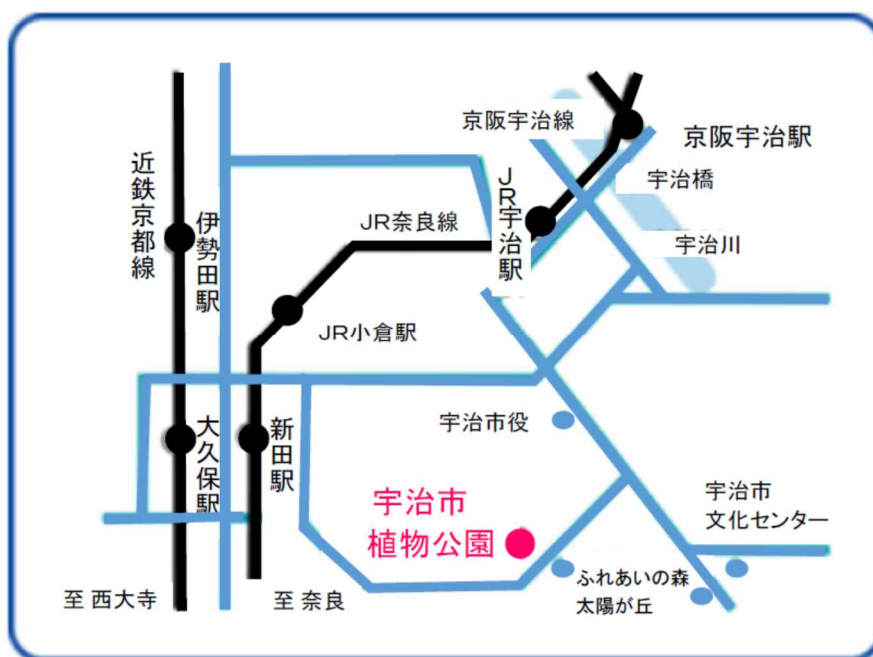 京阪宇治線
京阪宇治駅
宇治橋
宇治川
近鉄京都線
伊勢田駅
JR奈良線
JR宇治駅
JR小倉駅
大久保駅
新田駅
宇治市役
宇治市
植物公園
宇治市
文化センター
ふれあいの森
太陽が丘
至 西大寺
至 奈良